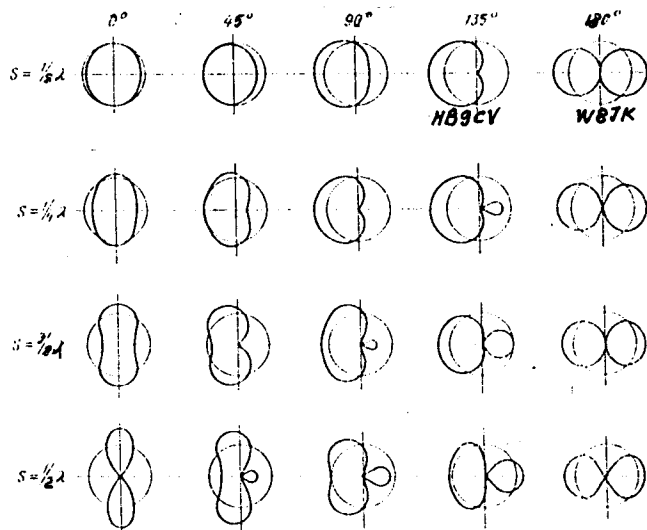 0° 45° 90° 135° 180°
S = 1/8 λ
HB9CV W8JK
S = 1/4 λ
S = 3/8 λ
S = 1/2 λ